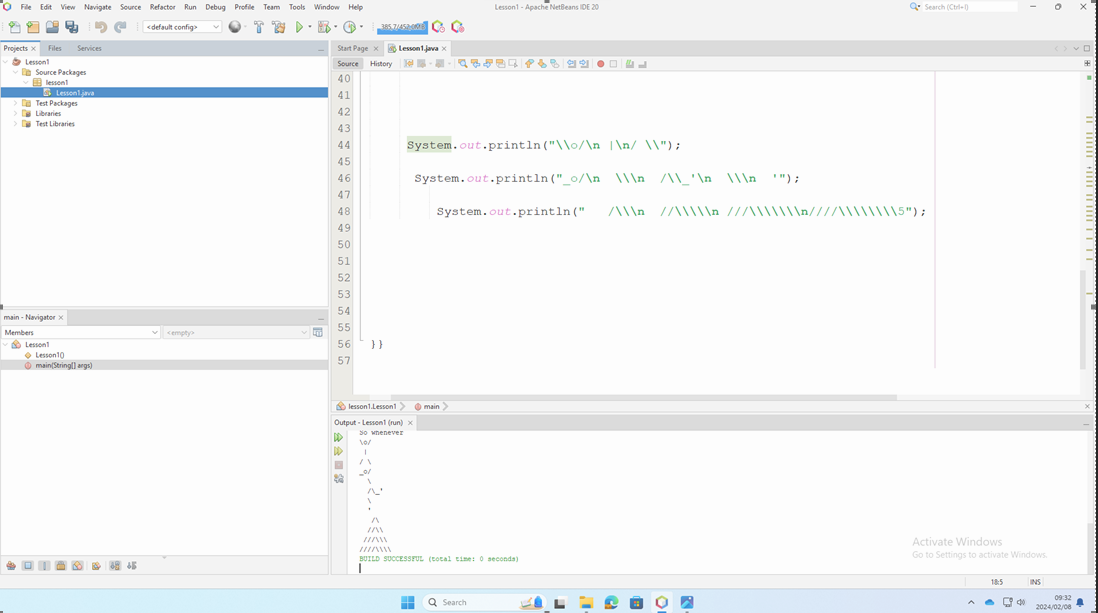 File Edit View Navigate Source Refactor Run Debug Profile Team Tools Window Help
Lesson1 - Apache NetBeans IDE 20
Search (Ctrl+I)
<default config>
Projects Files Services
Lesson1
Source Packages
lesson1
Lesson1.java
Test Packages
Libraries
Test Libraries
main - Navigator
Members
<empty>
Lesson1
Lesson1()
main(String[] args)
Start Page Lesson1.java
Source History
40
41
42
43
44 System.out.println("\\o/\n |\n/ \\");
45
46 System.out.println("_o/\n  \\\n  /\\_'\n  \\\n  '");
47
48 System.out.println("   /\\\n  //\\\\\n ///\\\\\\\n////\\\\\\\\5");
49
50
51
52
53
54
55
56 }}
57
lesson1.Lesson1 main
Output - Lesson1 (run)
So whenever
\o/
 |
/ \
_o/
  \
  /\_'
  \
  '
   /\
  //\\
 ///\\\
////\\\\
BUILD SUCCESSFUL (total time: 0 seconds)
Activate Windows
Go to Settings to activate Windows.
18:5 INS
Search
09:32
2024/02/08